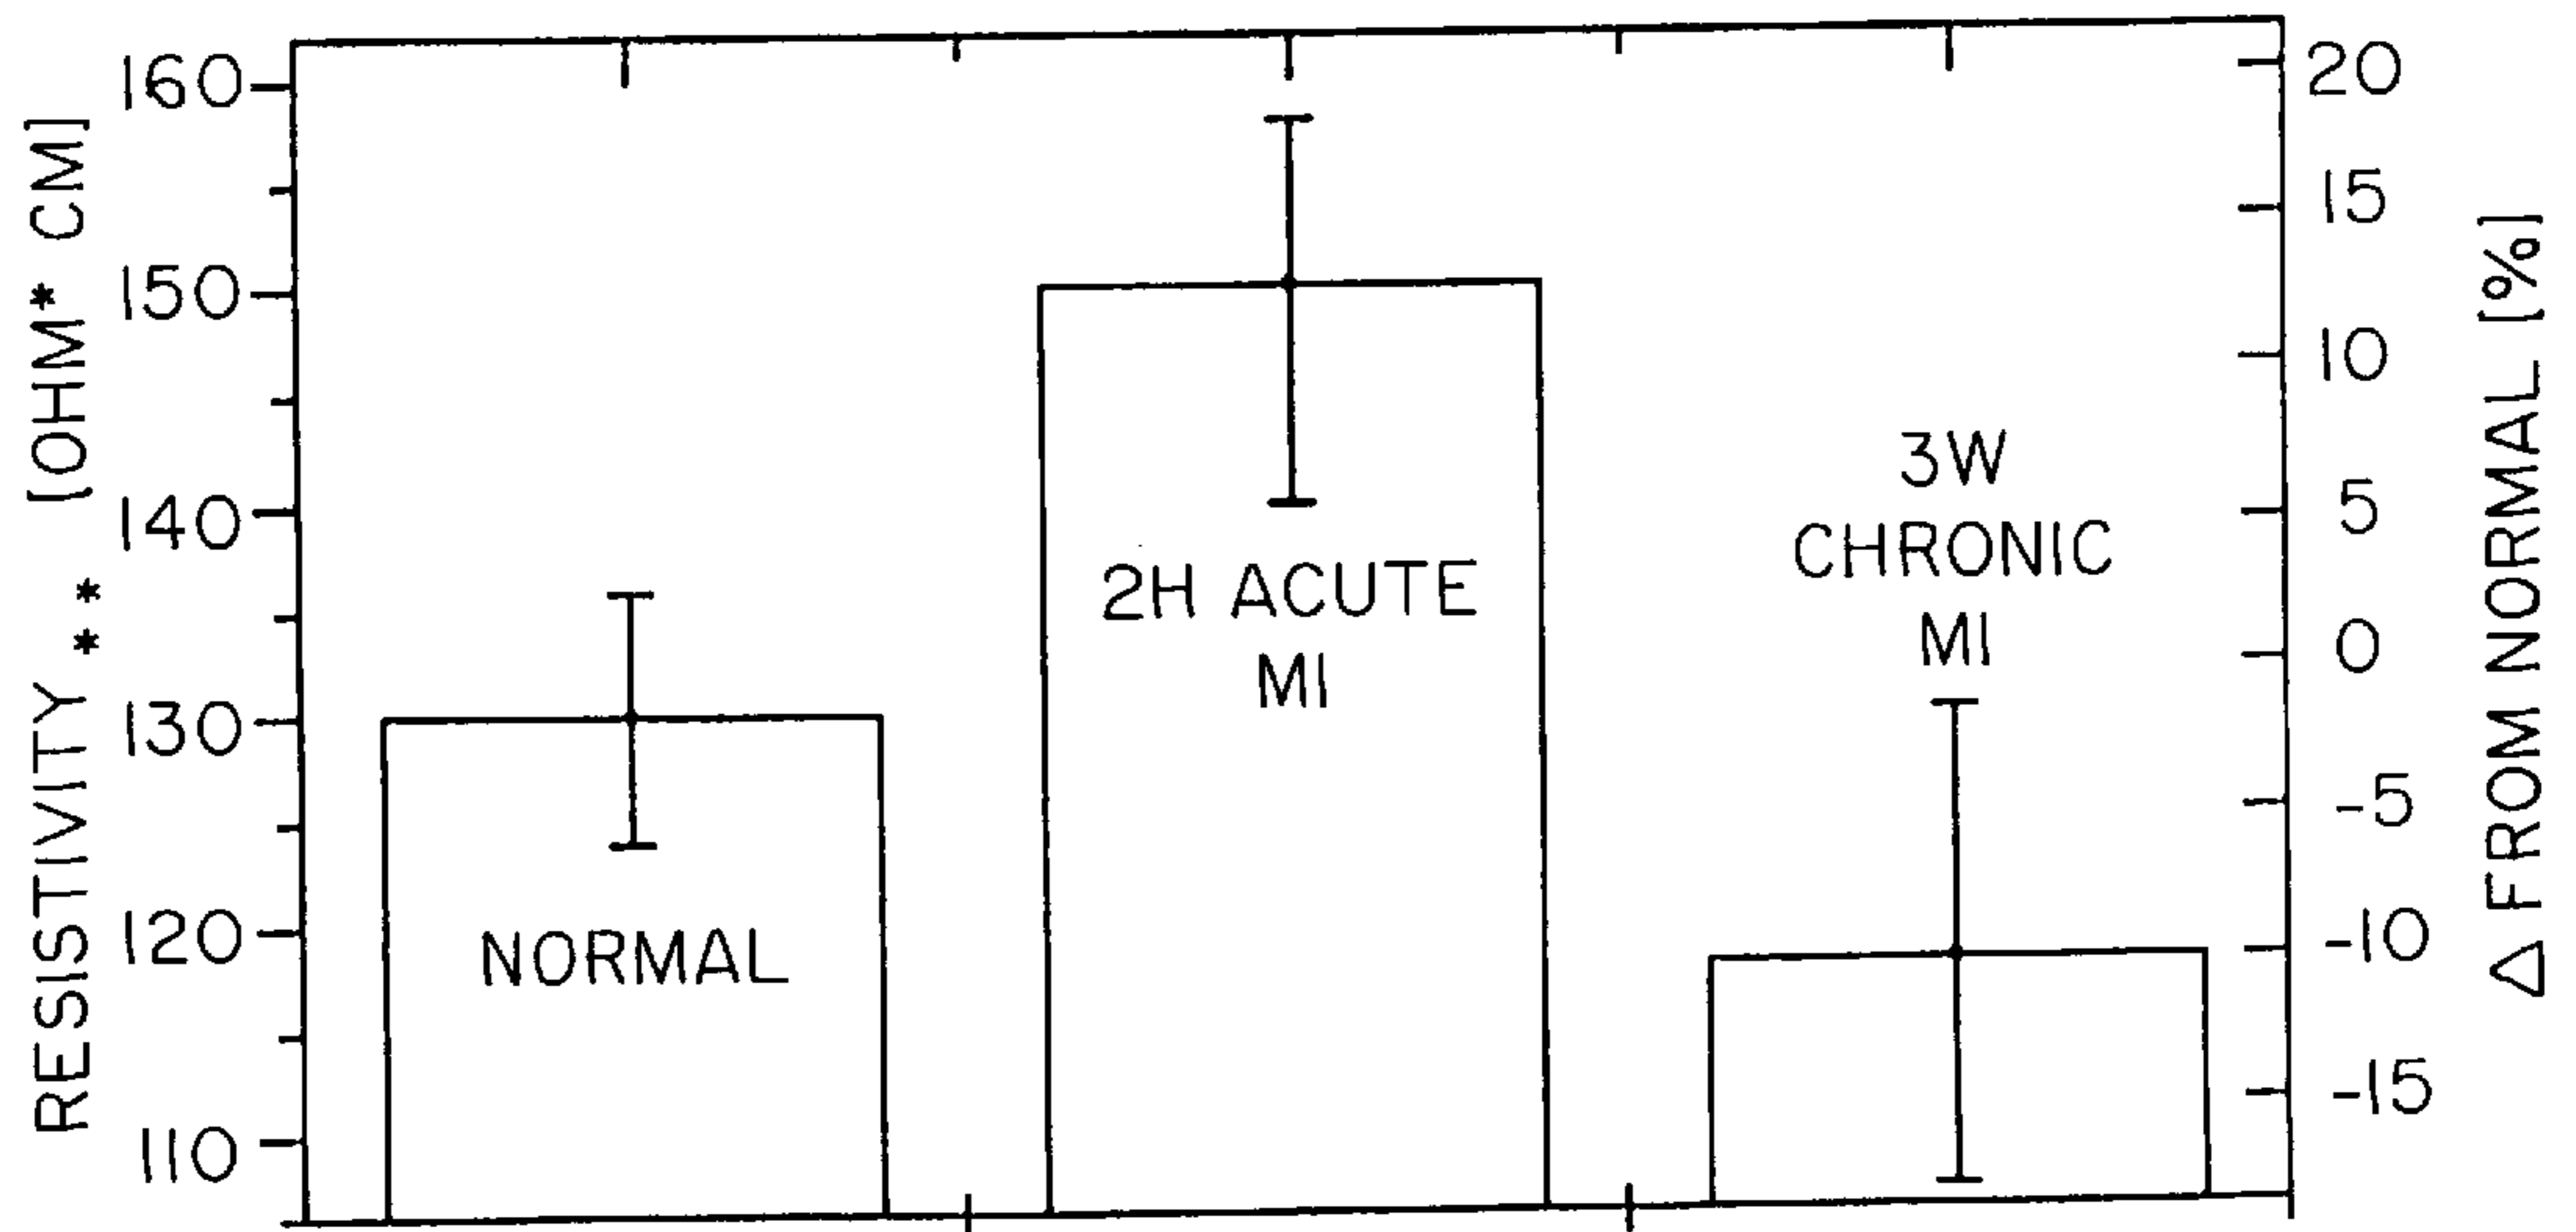 RESISTIVITY ** [OHM* CM]
160
150
140
130
120
110
NORMAL
2H ACUTE
MI
3W
CHRONIC
MI
20
15
10
5
0
-5
-10
-15
Δ FROM NORMAL [%]